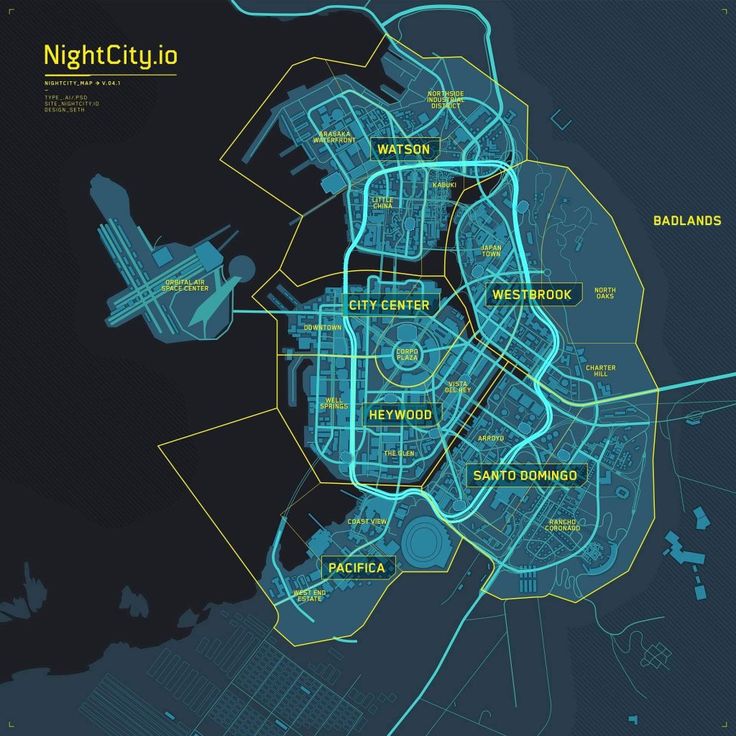 NightCity.io
NIGHTCITY_MAP → V.04.1
TYPE_.AI/.PSD
SITE_NIGHTCITY.IO
DESIGN_SETH
NORTHSIDE
INDUSTRIAL
DISTRICT
ARASAKA
WATERFRONT
WATSON
KABUKI
LITTLE
CHINA
BADLANDS
JAPAN
TOWN
ORBITAL AIR
SPACE CENTER
WESTBROOK
NORTH
OAKS
CITY CENTER
DOWNTOWN
CORPO
PLAZA
CHARTER
HILL
VISTA
DEL REY
WELL
SPRINGS
HEYWOOD
ARROYO
THE GLEN
SANTO DOMINGO
COAST VIEW
RANCHO
CORONADO
PACIFICA
WEST END
ESTATE